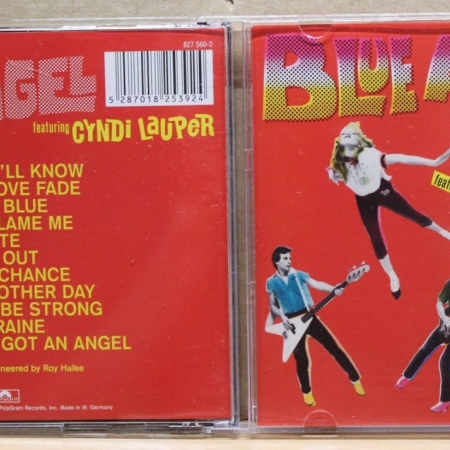 827 560-2
NGEL
5 287018 253924
featuring CYNDi LAUPER
'LL KNOW
OVE FADE
BLUE
LAME ME
TE
OUT
CHANCE
OTHER DAY
BE STRONG
RAINE
GOT AN ANGEL
neered by Roy Halee
polydor
PolyGram Records, Inc. Made in W. Germany
BLUE A
feat